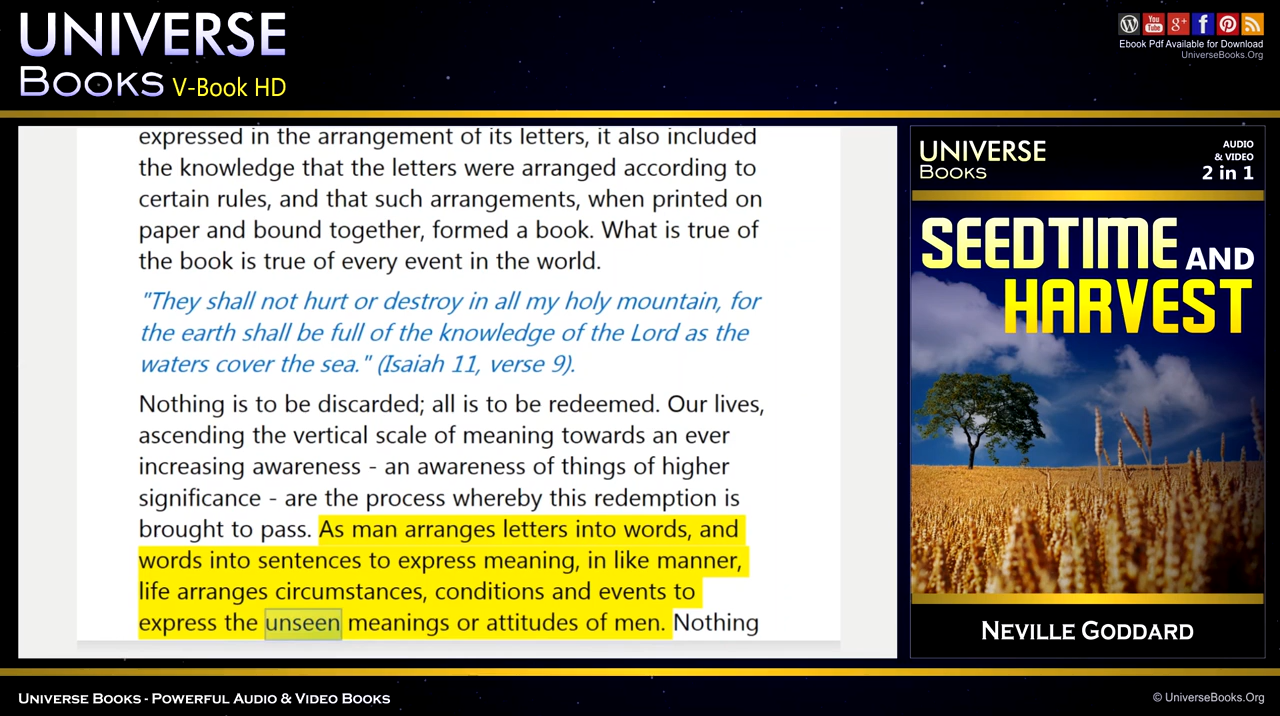 UNIVERSE
BOOKS V-Book HD
Ebook Pdf Available for Download
UniverseBooks.Org
expressed in the arrangement of its letters, it also included
the knowledge that the letters were arranged according to
certain rules, and that such arrangements, when printed on
paper and bound together, formed a book. What is true of
the book is true of every event in the world.
"They shall not hurt or destroy in all my holy mountain, for
the earth shall be full of the knowledge of the Lord as the
waters cover the sea." (Isaiah 11, verse 9).
Nothing is to be discarded; all is to be redeemed. Our lives,
ascending the vertical scale of meaning towards an ever
increasing awareness - an awareness of things of higher
significance - are the process whereby this redemption is
brought to pass. As man arranges letters into words, and
words into sentences to express meaning, in like manner,
life arranges circumstances, conditions and events to
express the unseen meanings or attitudes of men. Nothing
UNIVERSE
BOOKS
AUDIO
& VIDEO
2 in 1
SEEDTIME AND
HARVEST
NEVILLE GODDARD
UNIVERSE BOOKS - POWERFUL AUDIO & VIDEO BOOKS
© UniverseBooks.Org